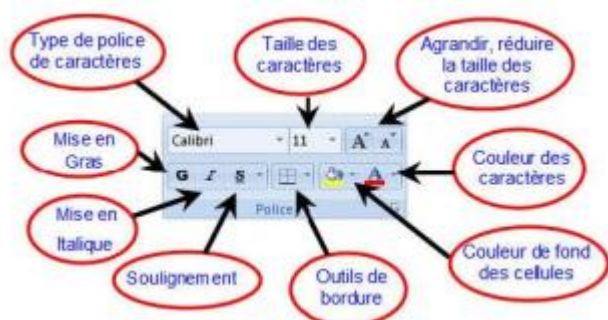 Type de police
de caractères
Taille des
caractères
Agrandir, réduire
la taille des
caractères
Calibri
11
A A
Mise en
Gras
G I S
A
Couleur des
caractères
Police
Mise en
Italique
Soulignement
Outils de
bordure
Couleur de fond
des cellules